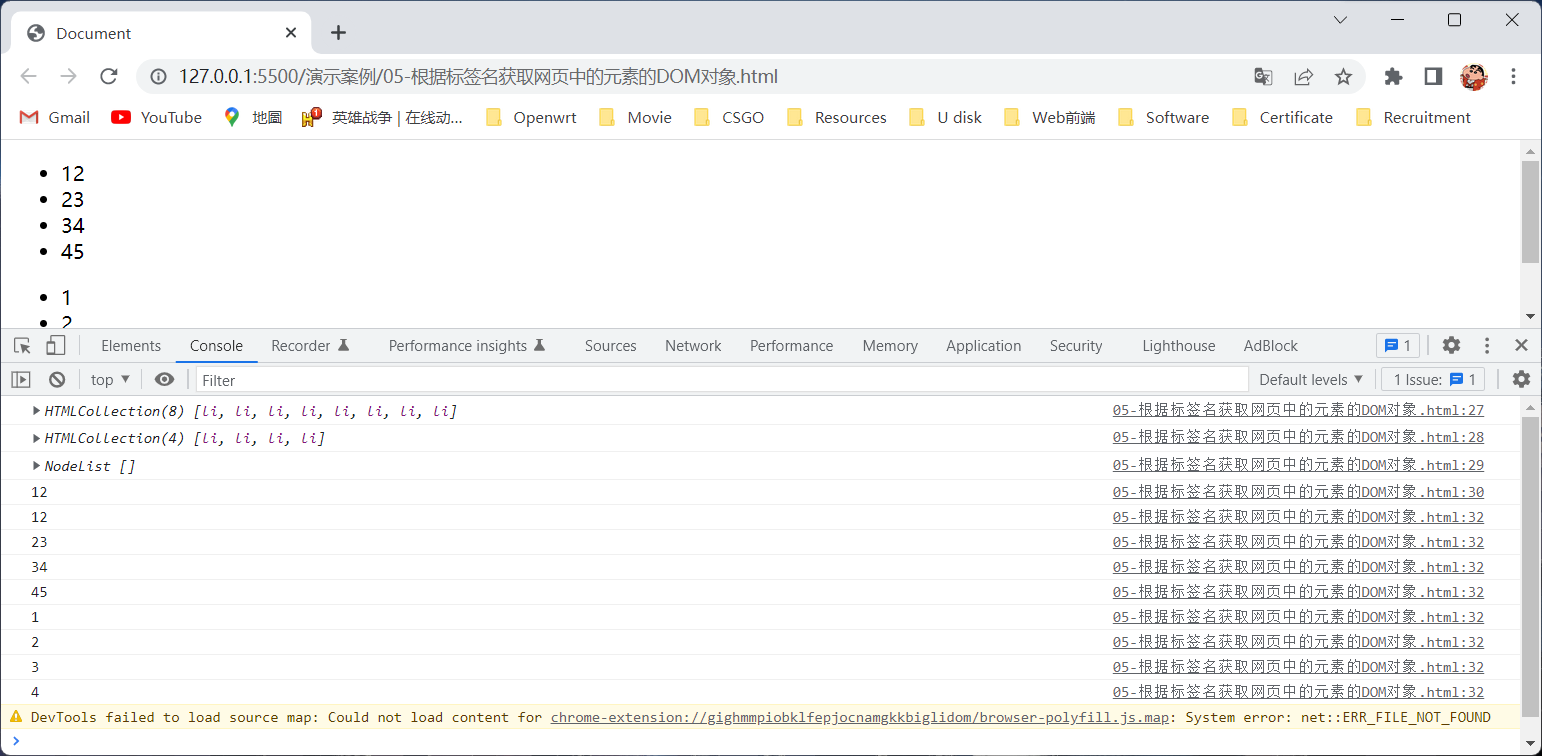 Document
127.0.0.1:5500/演示案例/05-根据标签名获取网页中的元素的DOM对象.html
Gmail YouTube 地圖 英雄战争 | 在线动... Openwrt Movie CSGO Resources U disk Web前端 Software Certificate Recruitment
12
23
34
45
1
2
Elements Console Recorder Performance insights Sources Network Performance Memory Application Security Lighthouse AdBlock 1
top Filter Default levels 1 Issue: 1
HTMLCollection(8) [li, li, li, li, li, li, li, li] 05-根据标签名获取网页中的元素的DOM对象.html:27
HTMLCollection(4) [li, li, li, li] 05-根据标签名获取网页中的元素的DOM对象.html:28
NodeList [] 05-根据标签名获取网页中的元素的DOM对象.html:29
12 05-根据标签名获取网页中的元素的DOM对象.html:30
12 05-根据标签名获取网页中的元素的DOM对象.html:32
23 05-根据标签名获取网页中的元素的DOM对象.html:32
34 05-根据标签名获取网页中的元素的DOM对象.html:32
45 05-根据标签名获取网页中的元素的DOM对象.html:32
1 05-根据标签名获取网页中的元素的DOM对象.html:32
2 05-根据标签名获取网页中的元素的DOM对象.html:32
3 05-根据标签名获取网页中的元素的DOM对象.html:32
4 05-根据标签名获取网页中的元素的DOM对象.html:32
DevTools failed to load source map: Could not load content for chrome-extension://gighmmpiobklfepjocnamgkkbiglidom/browser-polyfill.js.map: System error: net::ERR_FILE_NOT_FOUND